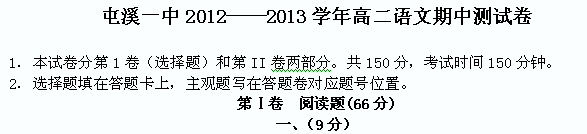 屯溪一中2012——2013学年高二语文期中测试卷
1. 本试卷分第1卷（选择题）和第II卷两部分。共150分，考试时间150分钟。
2. 选择题填在答题卡上，主观题写在答题卷对应题号位置。
第Ⅰ卷 阅读题(66分)
一、（9分）